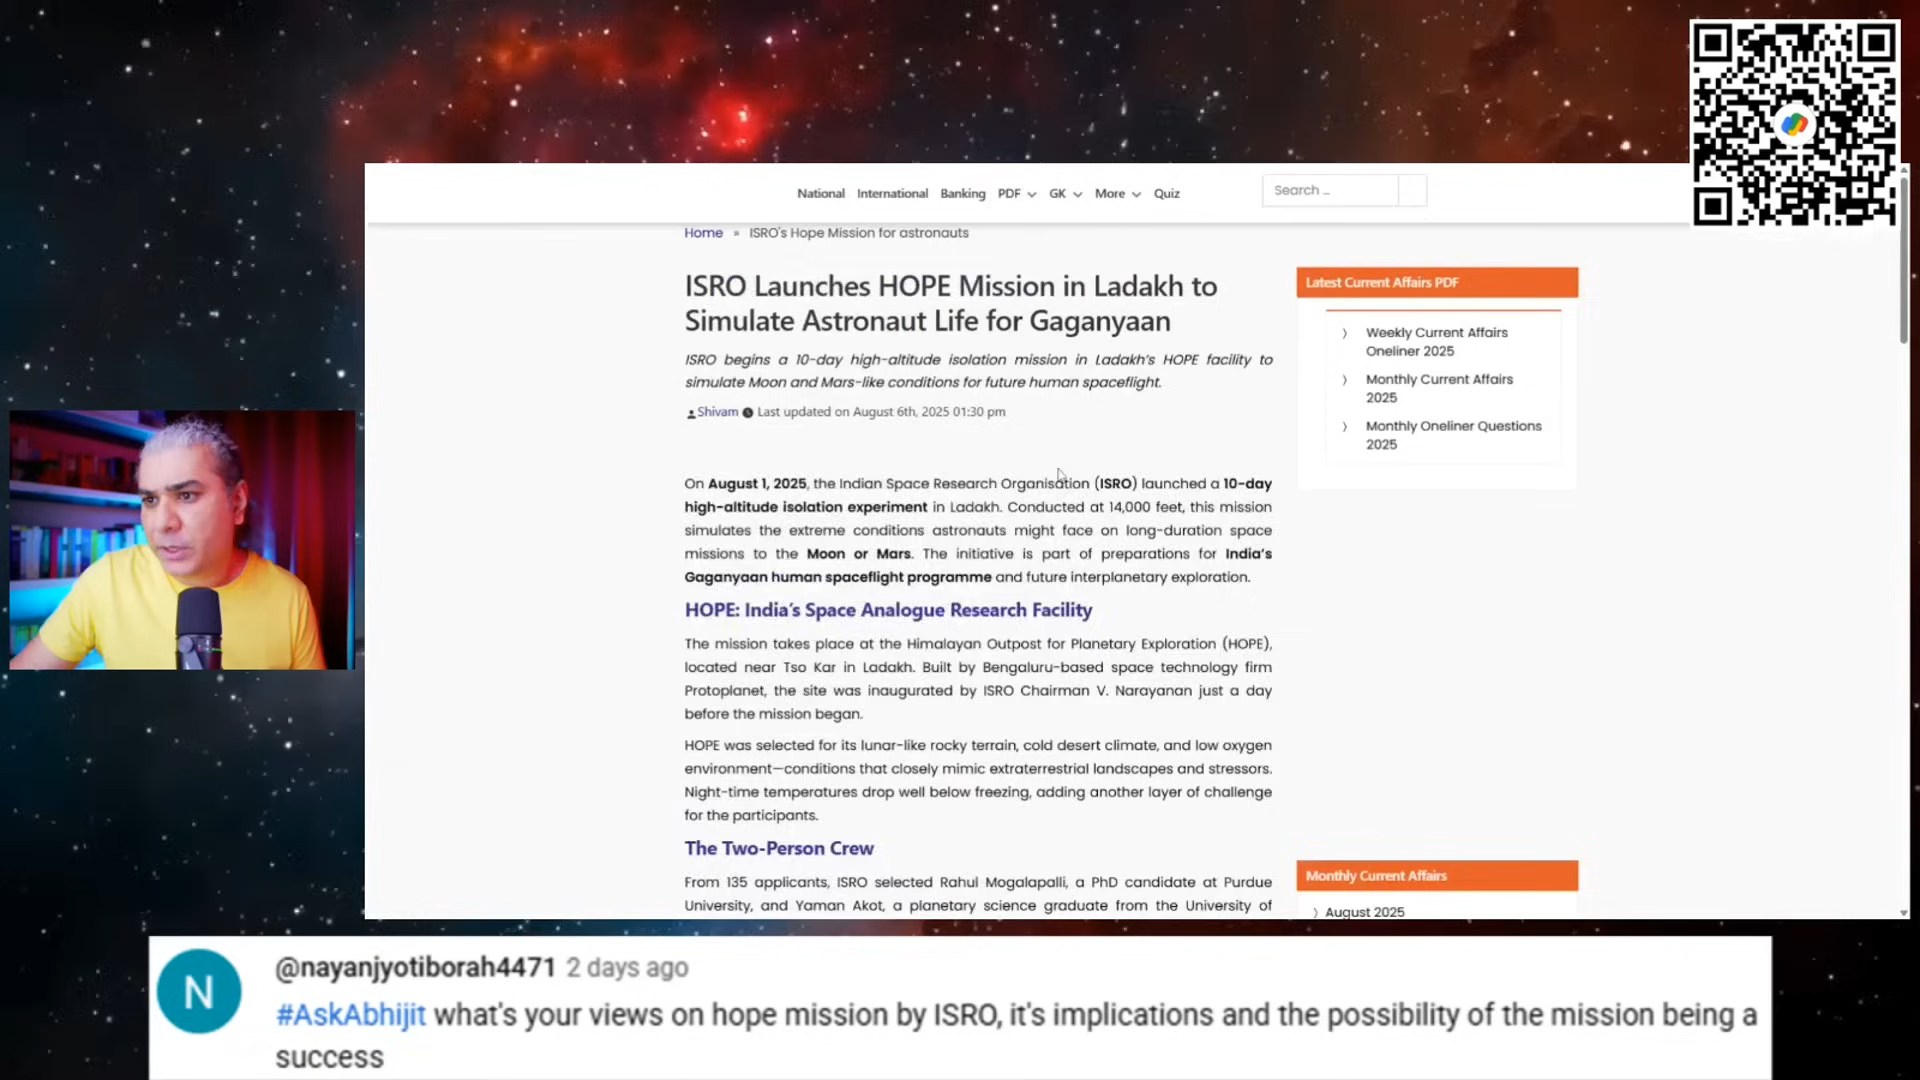 National International Banking PDF GK More Quiz
Search ...
Home » ISRO's Hope Mission for astronauts
ISRO Launches HOPE Mission in Ladakh to
Simulate Astronaut Life for Gaganyaan
ISRO begins a 10-day high-altitude isolation mission in Ladakh's HOPE facility to
simulate Moon and Mars-like conditions for future human spaceflight.
Shivam Last updated on August 6th, 2025 01:30 pm
On August 1, 2025, the Indian Space Research Organisation (ISRO) launched a 10-day
high-altitude isolation experiment in Ladakh. Conducted at 14,000 feet, this mission
simulates the extreme conditions astronauts might face on long-duration space
missions to the Moon or Mars. The initiative is part of preparations for India's
Gaganyaan human spaceflight programme and future interplanetary exploration.
HOPE: India's Space Analogue Research Facility
The mission takes place at the Himalayan Outpost for Planetary Exploration (HOPE),
located near Tso Kar in Ladakh. Built by Bengaluru-based space technology firm
Protoplanet, the site was inaugurated by ISRO Chairman V. Narayanan just a day
before the mission began.
HOPE was selected for its lunar-like rocky terrain, cold desert climate, and low oxygen
environment—conditions that closely mimic extraterrestrial landscapes and stressors.
Night-time temperatures drop well below freezing, adding another layer of challenge
for the participants.
The Two-Person Crew
From 135 applicants, ISRO selected Rahul Mogalapalli, a PhD candidate at Purdue
University, and Yaman Akot, a planetary science graduate from the University of
Latest Current Affairs PDF
Weekly Current Affairs
Oneliner 2025
Monthly Current Affairs
2025
Monthly Oneliner Questions
2025
Monthly Current Affairs
August 2025
N
@nayanjyotiborah4471 2 days ago
#AskAbhijit what's your views on hope mission by ISRO, it's implications and the possibility of the mission being a
success